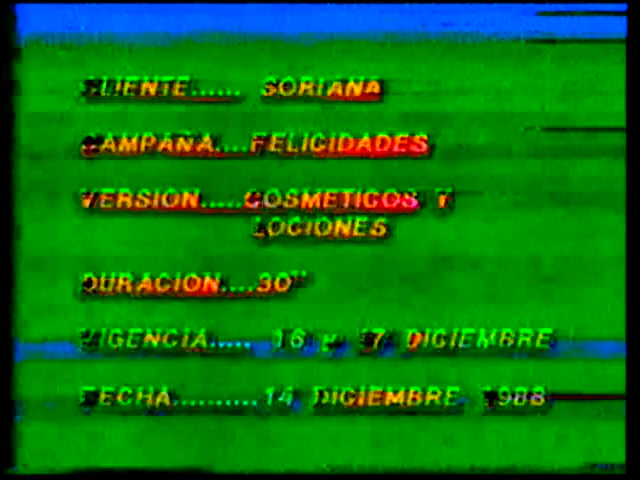 CLIENTE...... SORIANA
CAMPAÑA....FELICIDADES
VERSION.....COSMETICOS Y
LOCIONES
DURACION....30"
VIGENCIA..... 16 17 DICIEMBRE
FECHA..........14 DICIEMBRE 1988